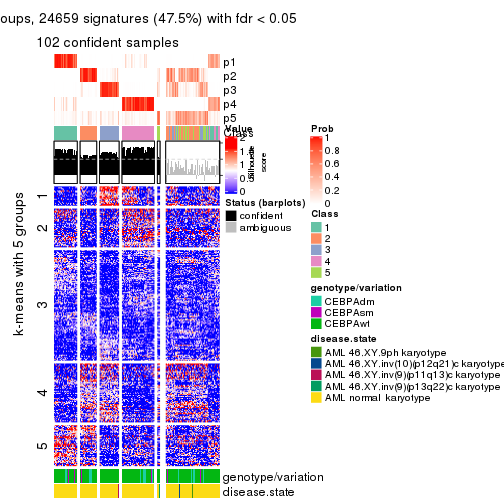 oups, 24659 signatures (47.5%) with fdr < 0.05
102 confident samples
p1
p2
p3
p4
p5
Class
Value
2
1
0.5
0
Silhouette
score
Status (barplots)
confident
ambiguous
Prob
1
0.8
0.6
0.4
0.2
0
Class
1
2
3
4
5
genotype/variation
CEBPAdm
CEBPAsm
CEBPAwt
disease.state
AML 46.XY.9ph karyotype
AML 46.XY.inv(10)(p12q21)c karyotype
AML 46.XY.inv(9)(p11q13)c karyotype
AML 46.XY.inv(9)(p13q22)c karyotype
AML normal karyotype
k-means with 5 groups
1
2
3
4
5
genotype/variation
disease.state